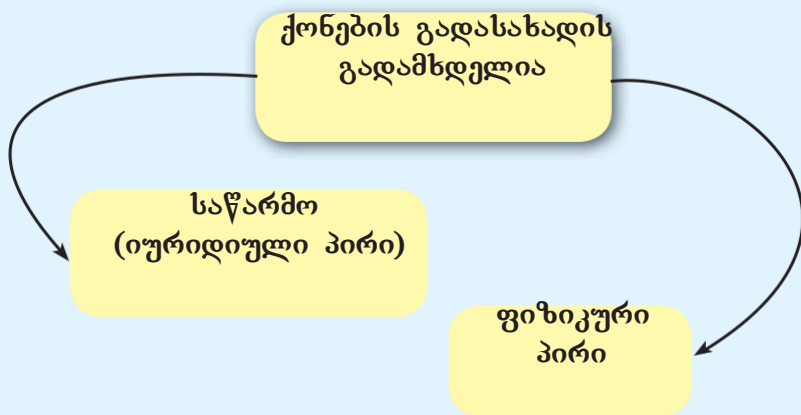 ქონების გადასახადის
გადამხდელია
საწარმო
(იურიდიული პირი)
ფიზიკური
პირი